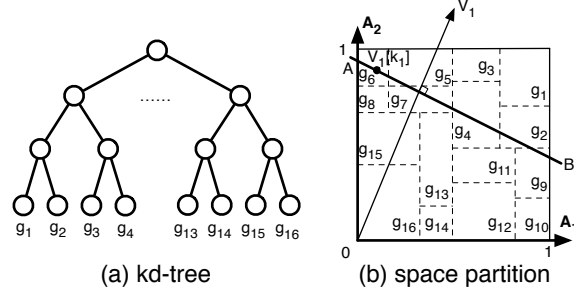 V₁
A₂
1
A
V₁[k₁]
g₆ g₅ g₃
g₈ g₇ g₁
g₄ g₂
g₁₅ g₁₁ B
g₁₃ g₉
g₁₆ g₁₄ g₁₂ g₁₀
0 1
g₁ g₂ g₃ g₄ ...... g₁₃ g₁₄ g₁₅ g₁₆
(a) kd-tree (b) space partition